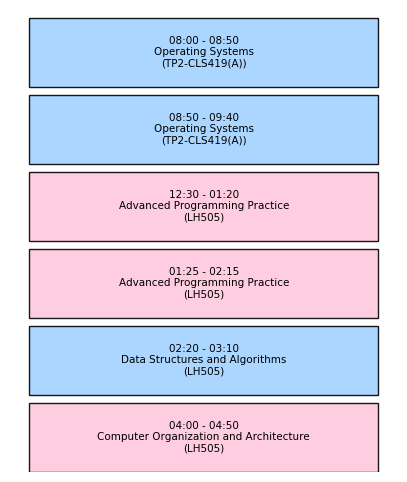 08:00 - 08:50
Operating Systems
(TP2-CLS419(A))
08:50 - 09:40
Operating Systems
(TP2-CLS419(A))
12:30 - 01:20
Advanced Programming Practice
(LH505)
01:25 - 02:15
Advanced Programming Practice
(LH505)
02:20 - 03:10
Data Structures and Algorithms
(LH505)
04:00 - 04:50
Computer Organization and Architecture
(LH505)